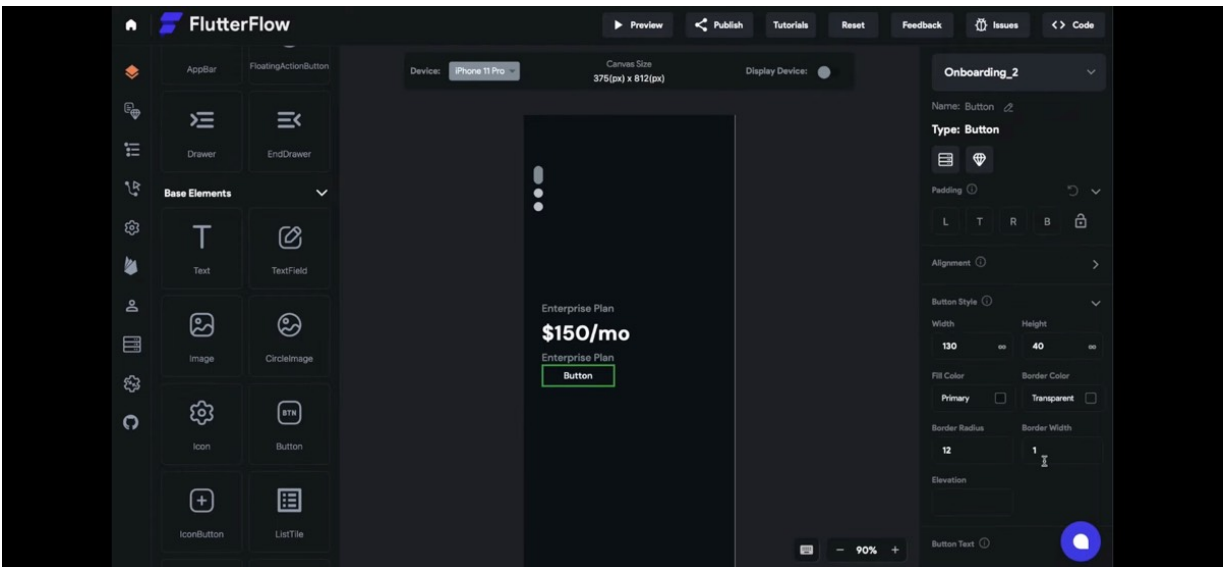 FlutterFlow
Preview
Publish
Tutorials
Reset
Feedback
Issues
Code
AppBar
FloatingActionButton
Drawer
EndDrawer
Base Elements
Text
TextField
Image
CircleImage
Icon
BTN
Button
IconButton
ListTile
Device: iPhone 11 Pro
Canvas Size
375(px) x 812(px)
Display Device:
Enterprise Plan
$150/mo
Enterprise Plan
Button
90%
Onboarding_2
Name: Button
Type: Button
Padding
L T R B
Alignment
Button Style
Width Height
130 ∞ 40 ∞
Fill Color Border Color
Primary Transparent
Border Radius Border Width
12 1
Elevation
Button Text